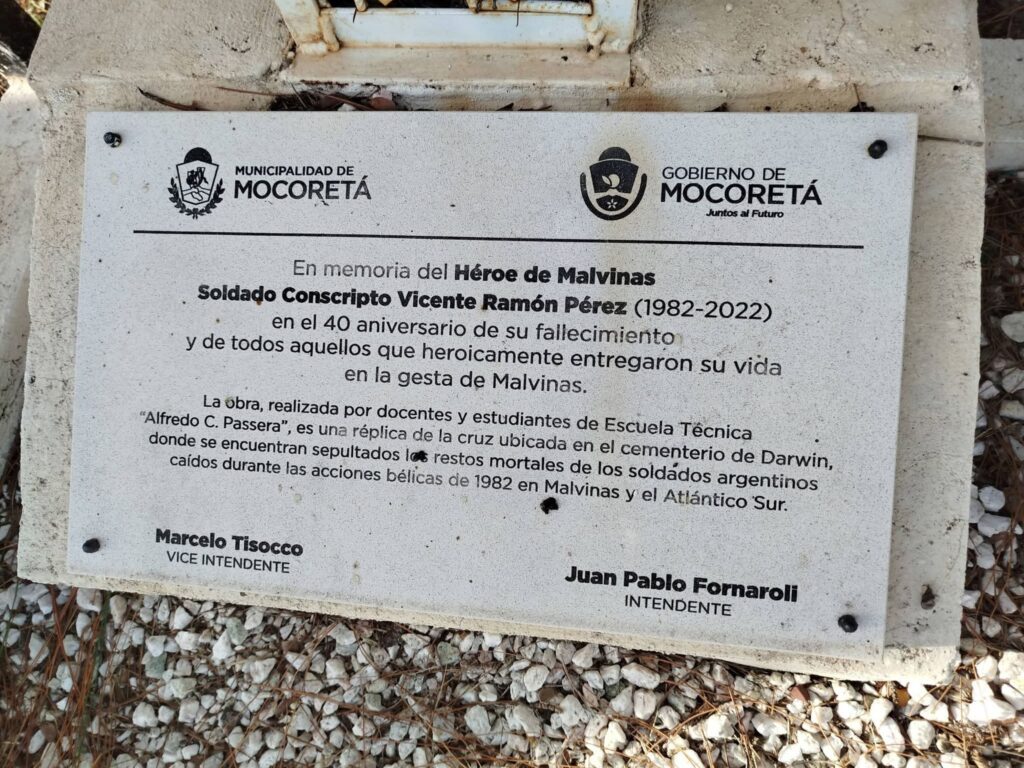 MUNICIPALIDAD DE
MOCORETÁ
GOBIERNO DE
MOCORETÁ
Juntos al Futuro
En memoria del Héroe de Malvinas
Soldado Conscripto Vicente Ramón Pérez (1982-2022)
en el 40 aniversario de su fallecimiento
y de todos aquellos que heroicamente entregaron su vida
en la gesta de Malvinas.
La obra, realizada por docentes y estudiantes de Escuela Técnica
"Alfredo C. Passera", es una réplica de la cruz ubicada en el cementerio de Darwin,
donde se encuentran sepultados los restos mortales de los soldados argentinos
caídos durante las acciones bélicas de 1982 en Malvinas y el Atlántico Sur.
Marcelo Tisocco
VICE INTENDENTE
Juan Pablo Fornaroli
INTENDENTE